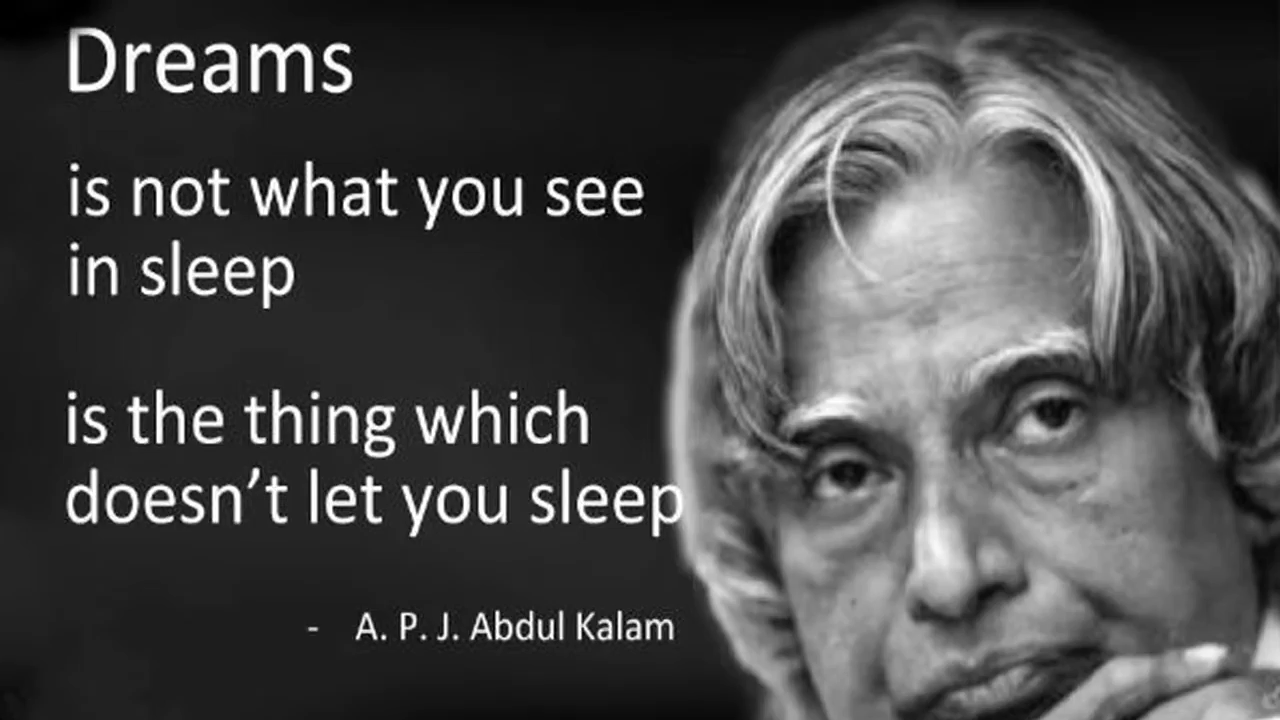 Dreams
is not what you see
in sleep
is the thing which
doesn’t let you sleep
- A. P. J. Abdul Kalam